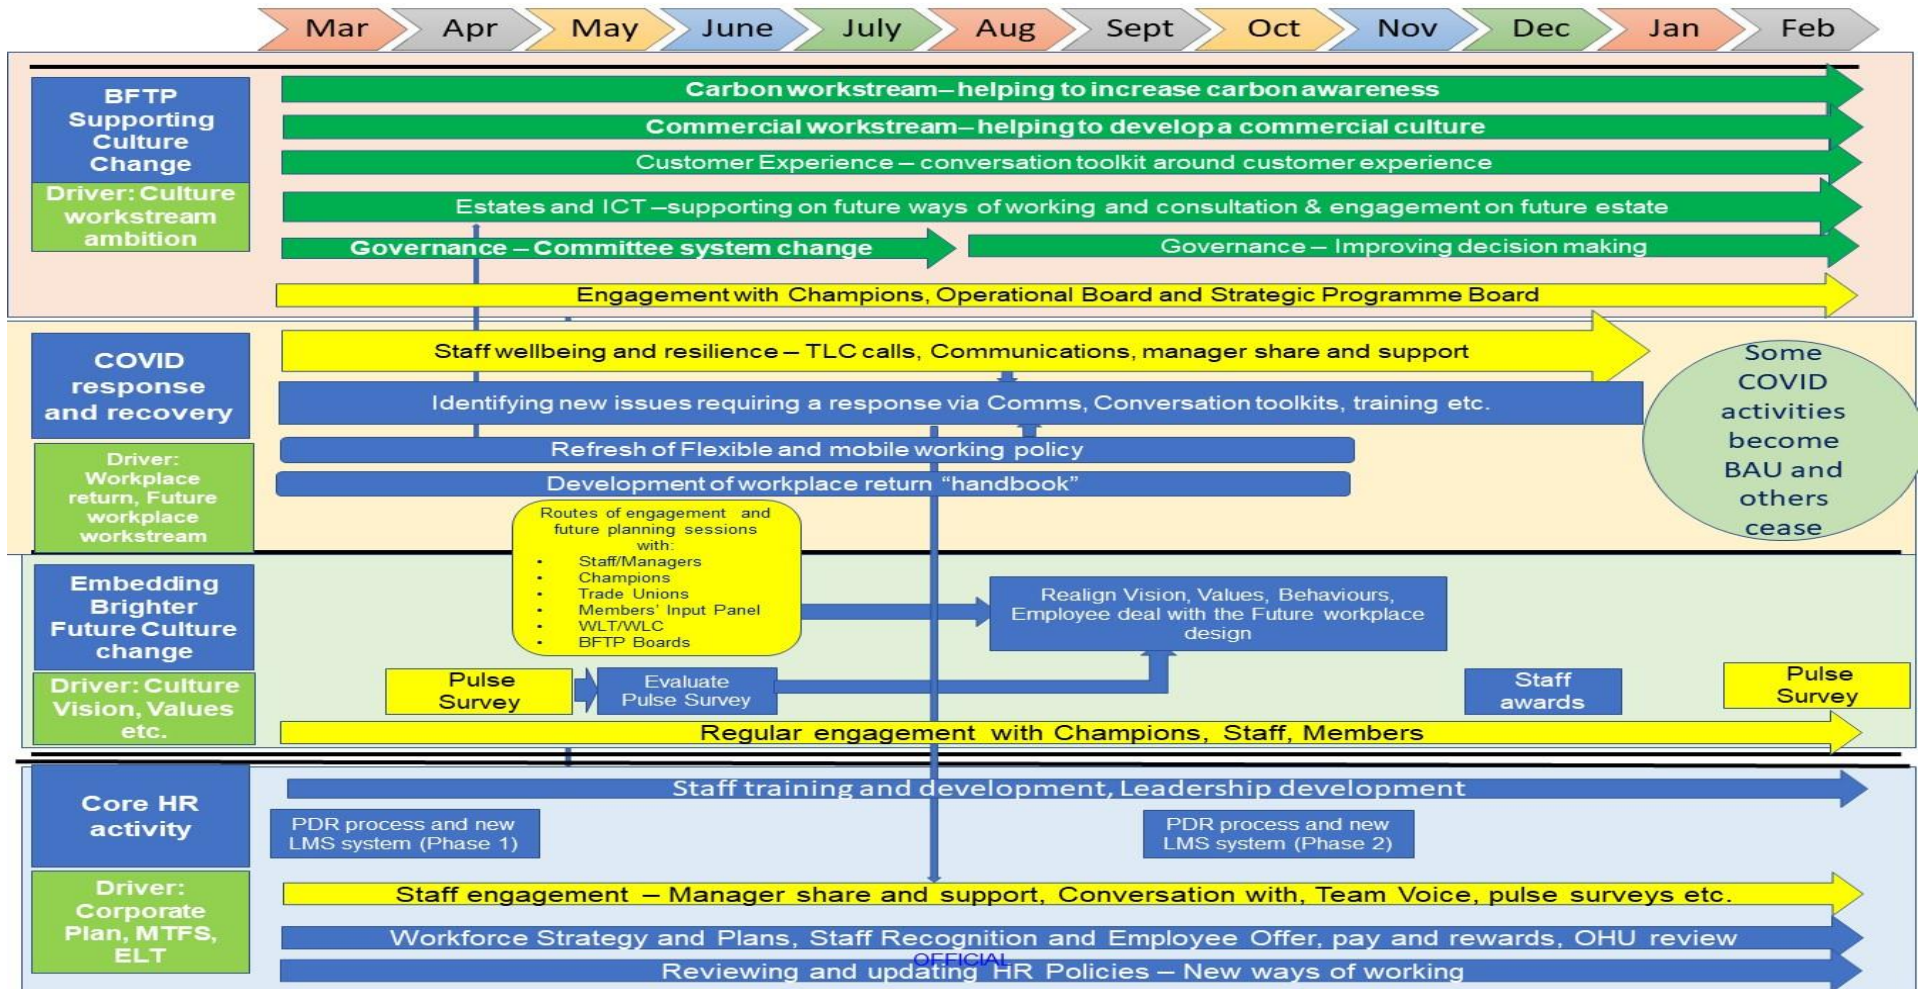 Mar Apr May June July Aug Sept Oct Nov Dec Jan Feb
BFTP
Supporting
Culture
Change
Driver: Culture
workstream
ambition
Carbon workstream–helping to increase carbon awareness
Commercial workstream–helping to develop a commercial culture
Customer Experience – conversation toolkit around customer experience
Estates and ICT –supporting on future ways of working and consultation & engagement on future estate
Governance – Committee system change
Governance – Improving decision making
Engagement with Champions, Operational Board and Strategic Programme Board
COVID
response
and recovery
Driver:
Workplace
return, Future
workplace
workstream
Staff wellbeing and resilience – TLC calls, Communications, manager share and support
Identifying new issues requiring a response via Comms, Conversation toolkits, training etc.
Refresh of Flexible and mobile working policy
Development of workplace return “handbook”
Some
COVID
activities
become
BAU and
others
cease
Routes of engagement and
future planning sessions
with:
• Staff/Managers
• Champions
• Trade Unions
• Members’ Input Panel
• WLT/WLC
• BFTP Boards
Embedding
Brighter
Future Culture
change
Driver: Culture
Vision, Values
etc.
Realign Vision, Values, Behaviours,
Employee deal with the Future workplace
design
Pulse
Survey
Evaluate
Pulse Survey
Staff
awards
Pulse
Survey
Regular engagement with Champions, Staff, Members
Core HR
activity
Driver:
Corporate
Plan, MTFS,
ELT
Staff training and development, Leadership development
PDR process and new
LMS system (Phase 1)
PDR process and new
LMS system (Phase 2)
Staff engagement – Manager share and support, Conversation with, Team Voice, pulse surveys etc.
Workforce Strategy and Plans, Staff Recognition and Employee Offer, pay and rewards, OHU review
OFFICIAL
Reviewing and updating HR Policies – New ways of working